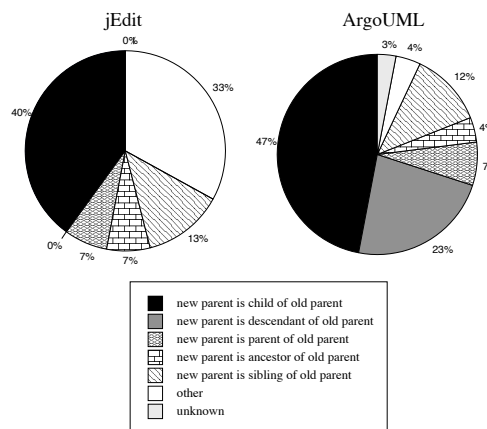 jEdit
ArgoUML
0%
33%
13%
7%
7%
0%
40%
3%
4%
12%
4%
7
23%
47%
new parent is child of old parent
new parent is descendant of old parent
new parent is parent of old parent
new parent is ancestor of old parent
new parent is sibling of old parent
other
unknown